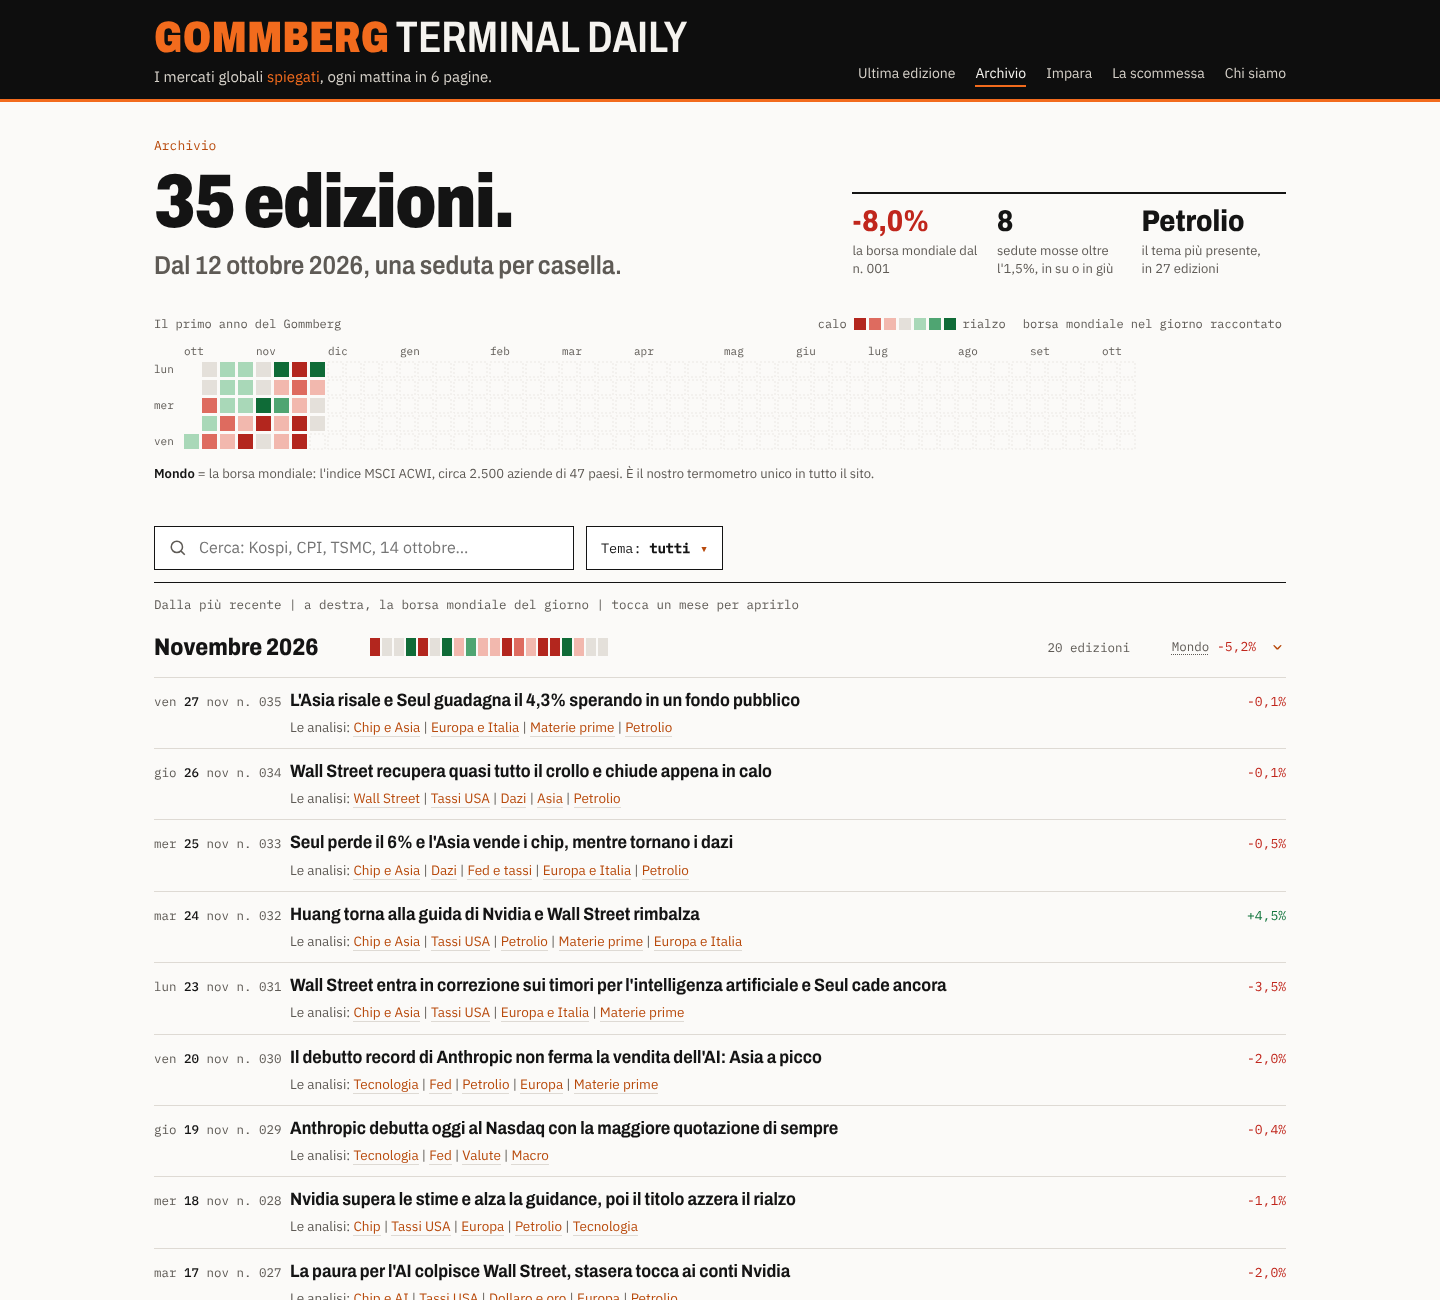 GOMMBERG TERMINAL DAILY
I mercati globali spiegati, ogni mattina in 6 pagine.
Ultima edizione Archivio Impara La scommessa Chi siamo
Archivio
35 edizioni.
Dal 12 ottobre 2026, una seduta per casella.
-8,0%
la borsa mondiale dal
n. 001
8
sedute mosse oltre
l'1,5%, in su o in giù
Petrolio
il tema più presente,
in 27 edizioni
Il primo anno del Gommberg
calo rialzo borsa mondiale nel giorno raccontato
ott nov dic gen feb mar apr mag giu lug ago set ott
lun
mer
ven
Mondo = la borsa mondiale: l'indice MSCI ACWI, circa 2.500 aziende di 47 paesi. È il nostro termometro unico in tutto il sito.
Cerca: Kospi, CPI, TSMC, 14 ottobre...
Tema: tutti ▾
Dalla più recente | a destra, la borsa mondiale del giorno | tocca un mese per aprirlo
Novembre 2026 20 edizioni Mondo -5,2%
ven 27 nov n. 035 L'Asia risale e Seul guadagna il 4,3% sperando in un fondo pubblico -0,1%
Le analisi: Chip e Asia | Europa e Italia | Materie prime | Petrolio
gio 26 nov n. 034 Wall Street recupera quasi tutto il crollo e chiude appena in calo -0,1%
Le analisi: Wall Street | Tassi USA | Dazi | Asia | Petrolio
mer 25 nov n. 033 Seul perde il 6% e l'Asia vende i chip, mentre tornano i dazi -0,5%
Le analisi: Chip e Asia | Dazi | Fed e tassi | Europa e Italia | Petrolio
mar 24 nov n. 032 Huang torna alla guida di Nvidia e Wall Street rimbalza +4,5%
Le analisi: Chip e Asia | Tassi USA | Petrolio | Materie prime | Europa e Italia
lun 23 nov n. 031 Wall Street entra in correzione sui timori per l'intelligenza artificiale e Seul cade ancora -3,5%
Le analisi: Chip e Asia | Tassi USA | Europa e Italia | Materie prime
ven 20 nov n. 030 Il debutto record di Anthropic non ferma la vendita dell'AI: Asia a picco -2,0%
Le analisi: Tecnologia | Fed | Petrolio | Europa | Materie prime
gio 19 nov n. 029 Anthropic debutta oggi al Nasdaq con la maggiore quotazione di sempre -0,4%
Le analisi: Tecnologia | Fed | Valute | Macro
mer 18 nov n. 028 Nvidia supera le stime e alza la guidance, poi il titolo azzera il rialzo -1,1%
Le analisi: Chip | Tassi USA | Europa | Petrolio | Tecnologia
mar 17 nov n. 027 La paura per l'AI colpisce Wall Street, stasera tocca ai conti Nvidia -2,0%
Le analisi: Chip e AI | Tassi USA | Dollaro e oro | Europa | Petrolio